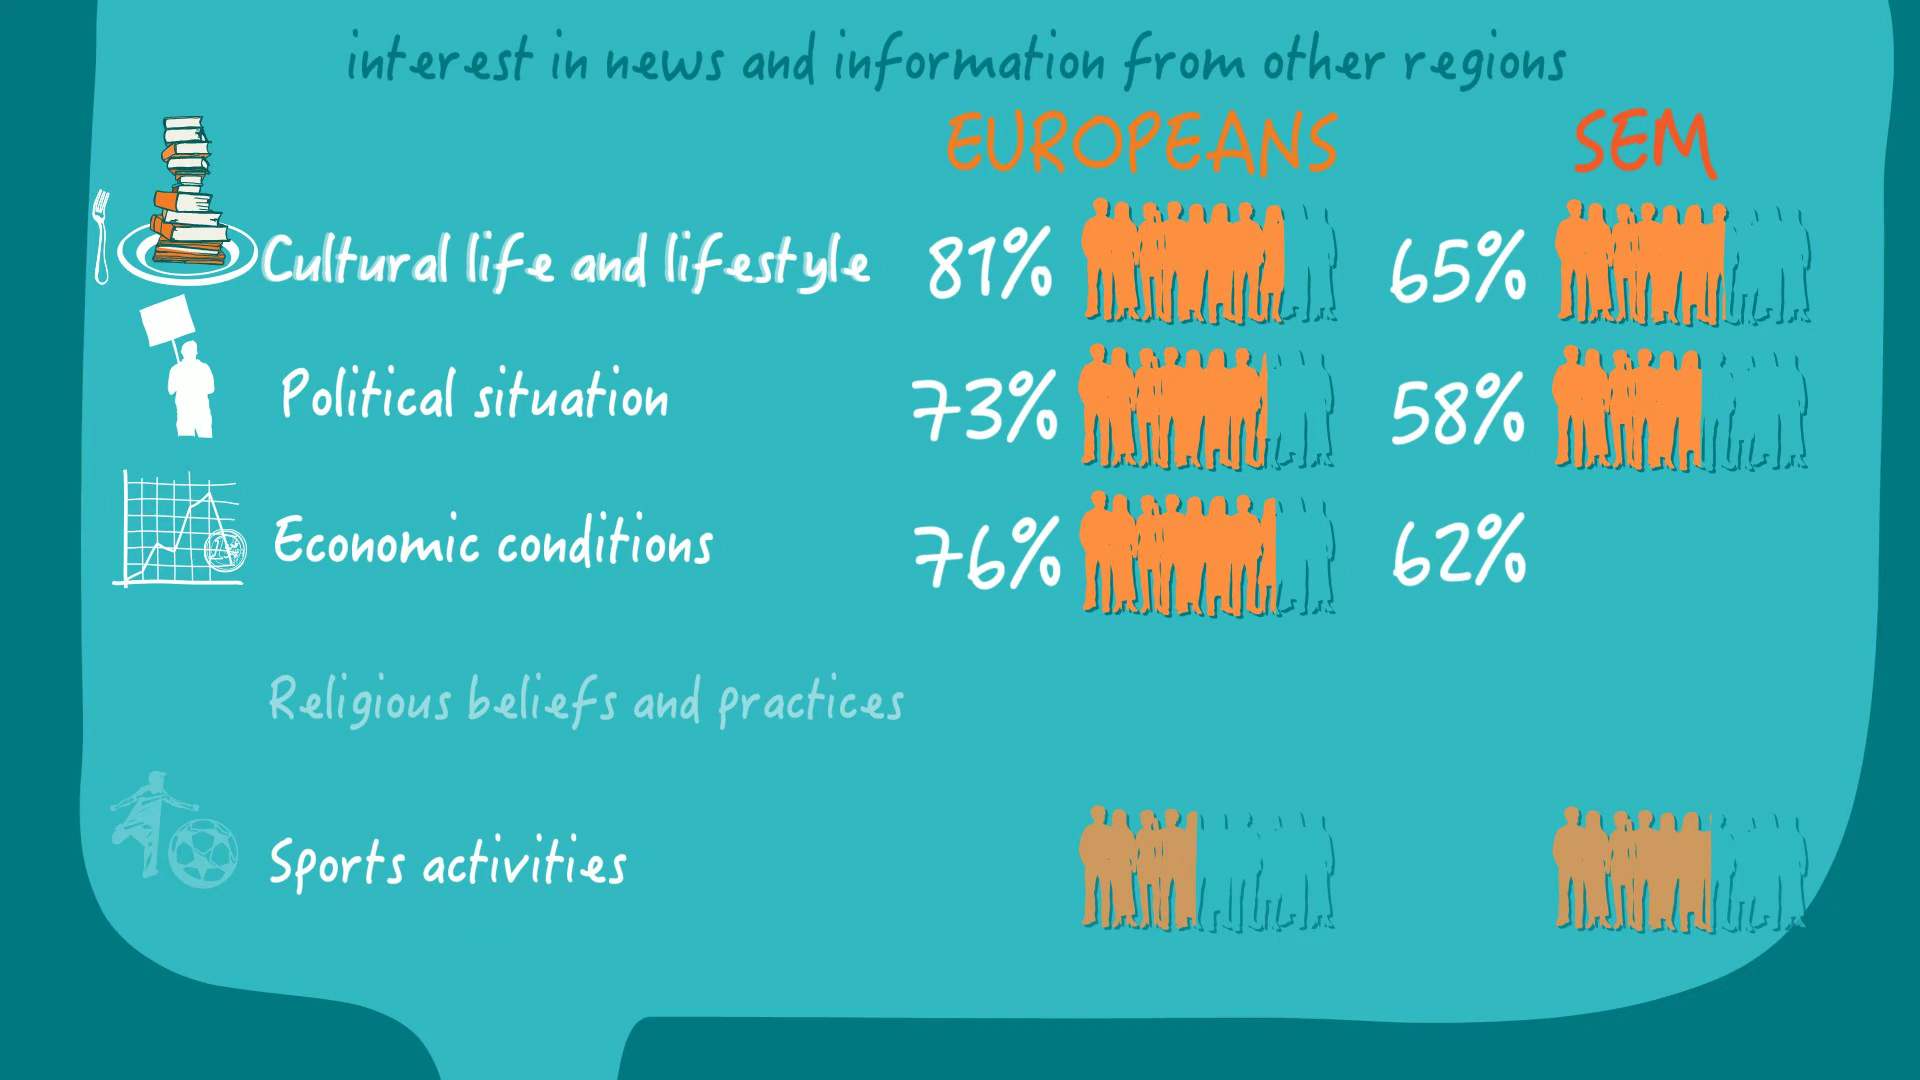 interest in news and information from other regions
EUROPEANS SEM
Cultural life and lifestyle 81% 65%
Political situation 73% 58%
Economic conditions 76% 62%
Religious beliefs and practices
Sports activities